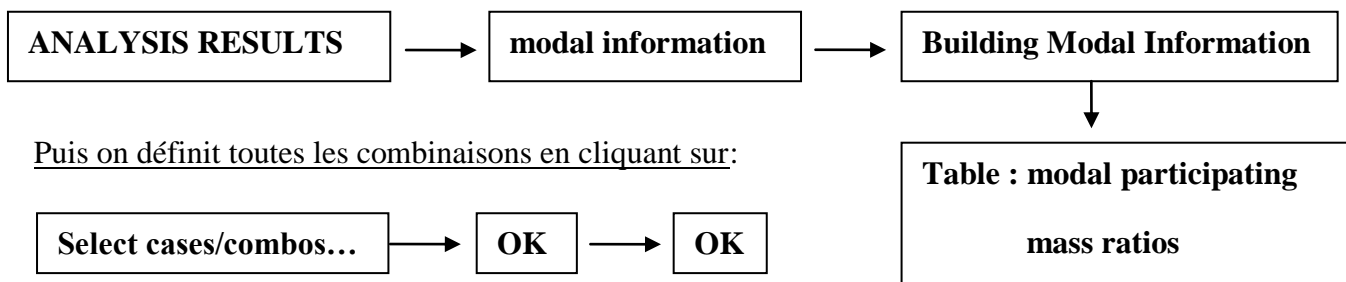 ANALYSIS RESULTS
modal information
Building Modal Information
Table : modal participating
mass ratios
Puis on définit toutes les combinaisons en cliquant sur:
Select cases/combos…
OK
OK